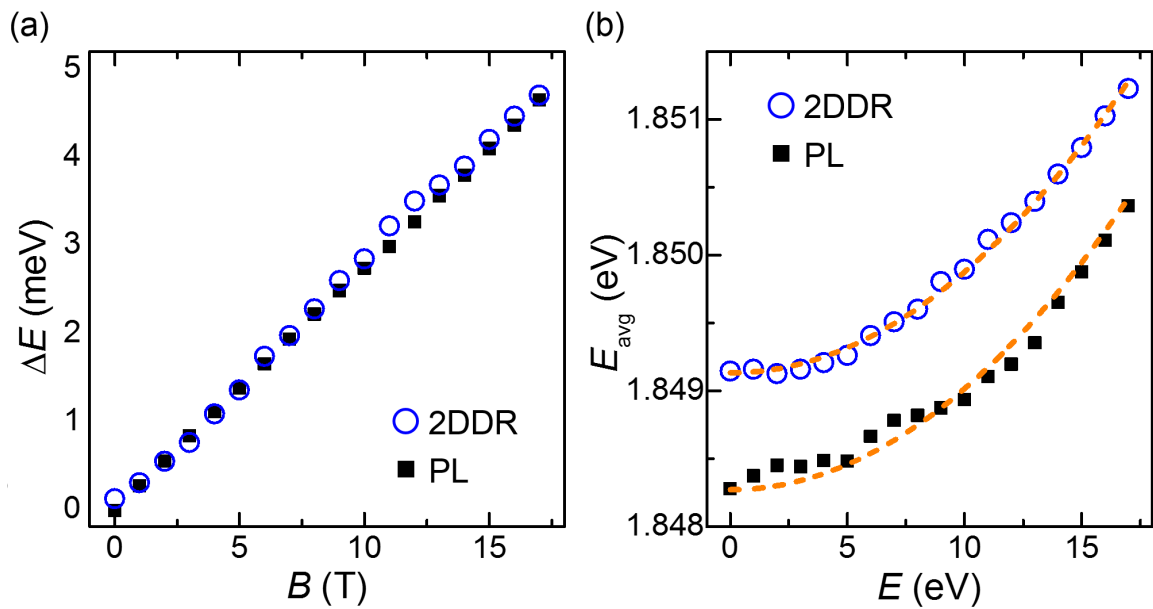 (a)
5
4
3
2
1
0
ΔE (meV)
2DDR
PL
0 5 10 15
B (T)
(b)
1.851
1.850
1.849
1.848
E_avg (eV)
2DDR
PL
0 5 10 15
E (eV)